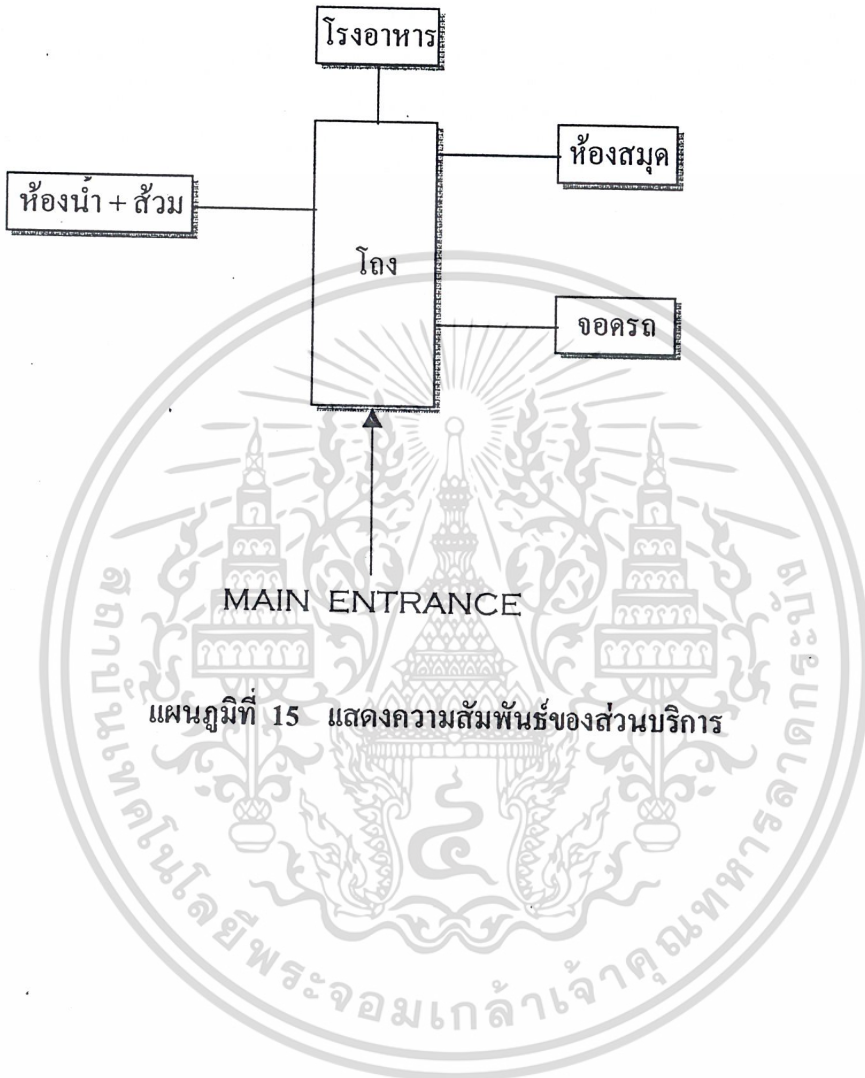 โรงอาหาร
ห้องสมุด
ห้องน้ำ + ส้วม
โถง
จอดรถ
MAIN ENTRANCE
แผนภูมิที่ 15 แสดงความสัมพันธ์ของส่วนบริการ
สถาบันเทคโนโลยีพระจอมเกล้าเจ้าคุณทหารลาดกระบัง